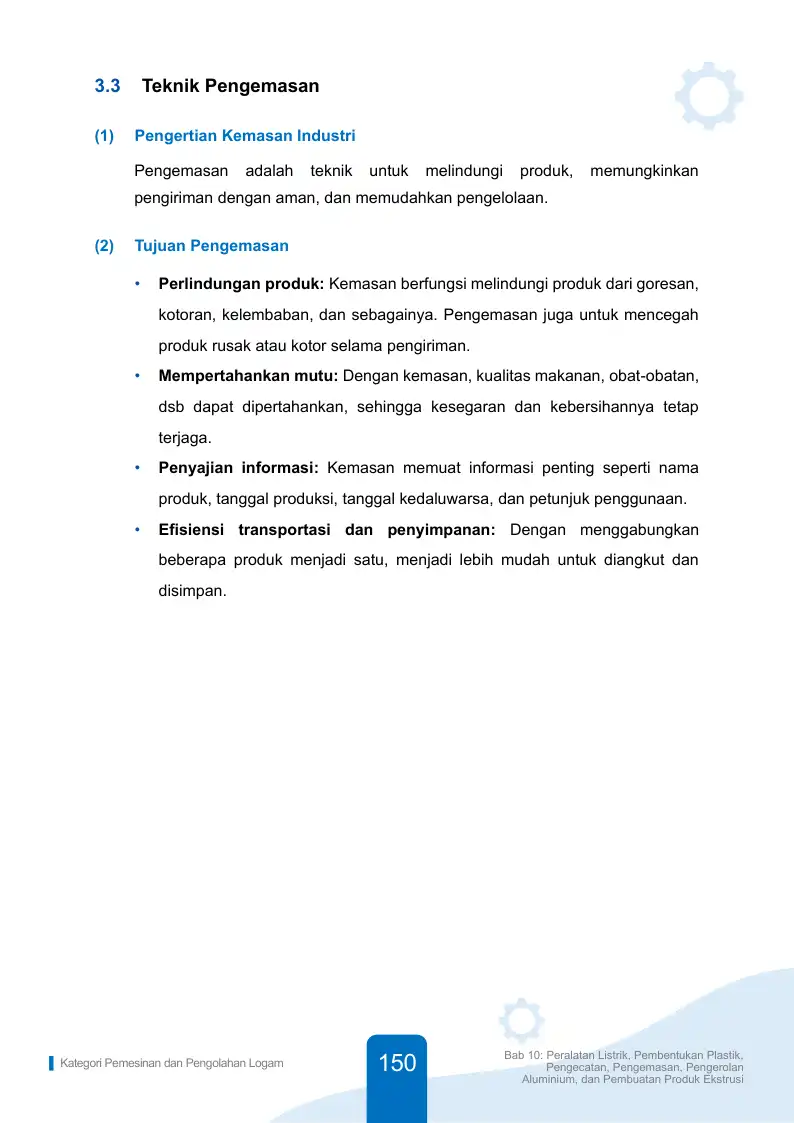 3.3 Teknik Pengemasan
(1) Pengertian Kemasan Industri
Pengemasan adalah teknik untuk melindungi produk, memungkinkan
pengiriman dengan aman, dan memudahkan pengelolaan.
(2) Tujuan Pengemasan
• Perlindungan produk: Kemasan berfungsi melindungi produk dari goresan,
kotoran, kelembaban, dan sebagainya. Pengemasan juga untuk mencegah
produk rusak atau kotor selama pengiriman.
• Mempertahankan mutu: Dengan kemasan, kualitas makanan, obat-obatan,
dsb dapat dipertahankan, sehingga kesegaran dan kebersihannya tetap
terjaga.
• Penyajian informasi: Kemasan memuat informasi penting seperti nama
produk, tanggal produksi, tanggal kedaluwarsa, dan petunjuk penggunaan.
• Efisiensi transportasi dan penyimpanan: Dengan menggabungkan
beberapa produk menjadi satu, menjadi lebih mudah untuk diangkut dan
disimpan.
Kategori Pemesinan dan Pengolahan Logam
150
Bab 10: Peralatan Listrik, Pembentukan Plastik,
Pengecatan, Pengemasan, Pengerolan
Aluminium, dan Pembuatan Produk Ekstrusi